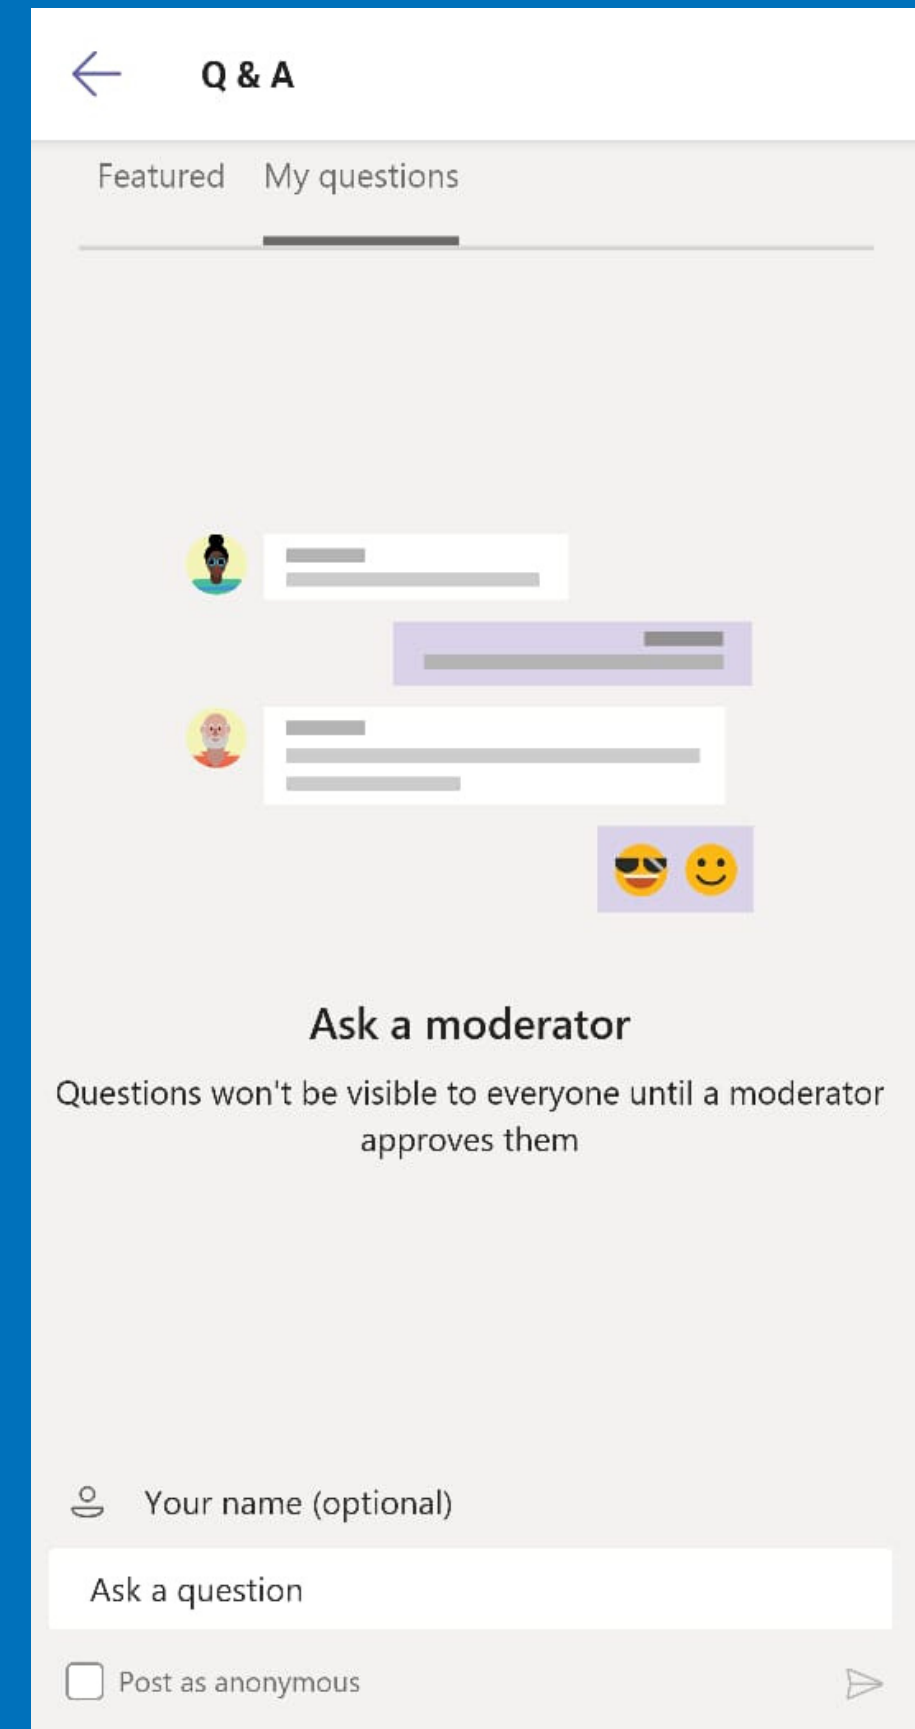 Q & A
Featured My questions
Ask a moderator
Questions won't be visible to everyone until a moderator
approves them
Your name (optional)
Ask a question
Post as anonymous